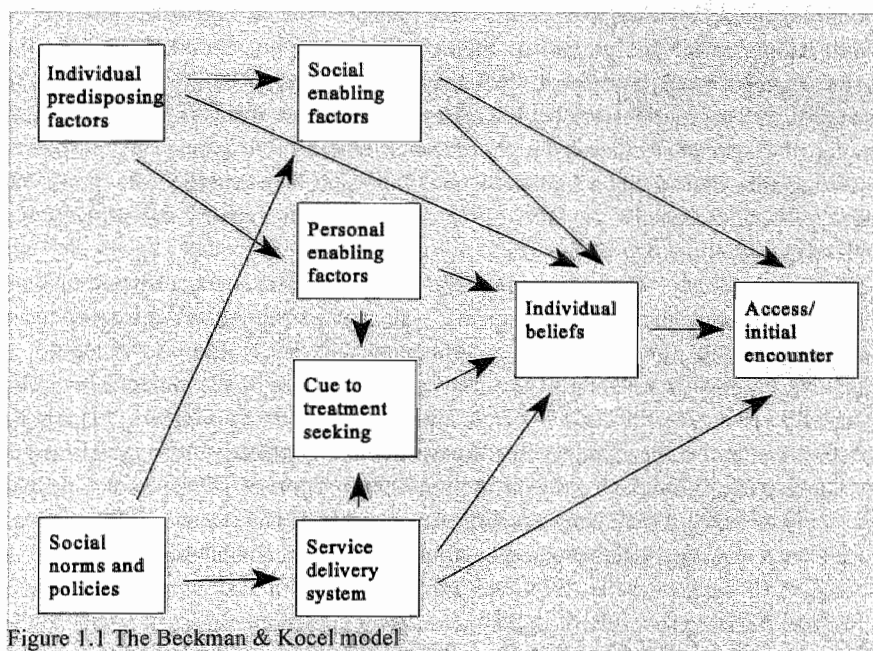 Individual
predisposing
factors
Social
enabling
factors
Personal
enabling
factors
Individual
beliefs
Access/
initial
encounter
Cue to
treatment
seeking
Social
norms and
policies
Service
delivery
system
Figure 1.1 The Beckman & Kocel model